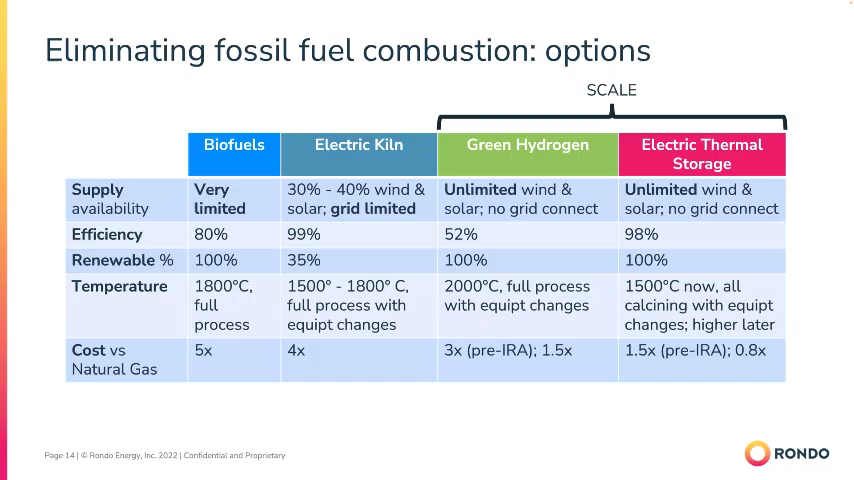 Eliminating fossil fuel combustion: options
SCALE
Biofuels
Electric Kiln
Green Hydrogen
Electric Thermal
Storage
Supply
availability
Very
limited
30% - 40% wind &
solar; grid limited
Unlimited wind &
solar; no grid connect
Unlimited wind &
solar; no grid connect
Efficiency
80%
99%
52%
98%
Renewable %
100%
35%
100%
100%
Temperature
1800°C,
full
process
1500° - 1800° C,
full process with
equipt changes
2000°C, full process
with equipt changes
1500°C now, all
calcining with equipt
changes; higher later
Cost vs
Natural Gas
5x
4x
3x (pre-IRA); 1.5x
1.5x (pre-IRA); 0.8x
Page 14 | © Rondo Energy, Inc. 2022 | Confidential and Proprietary
RONDO